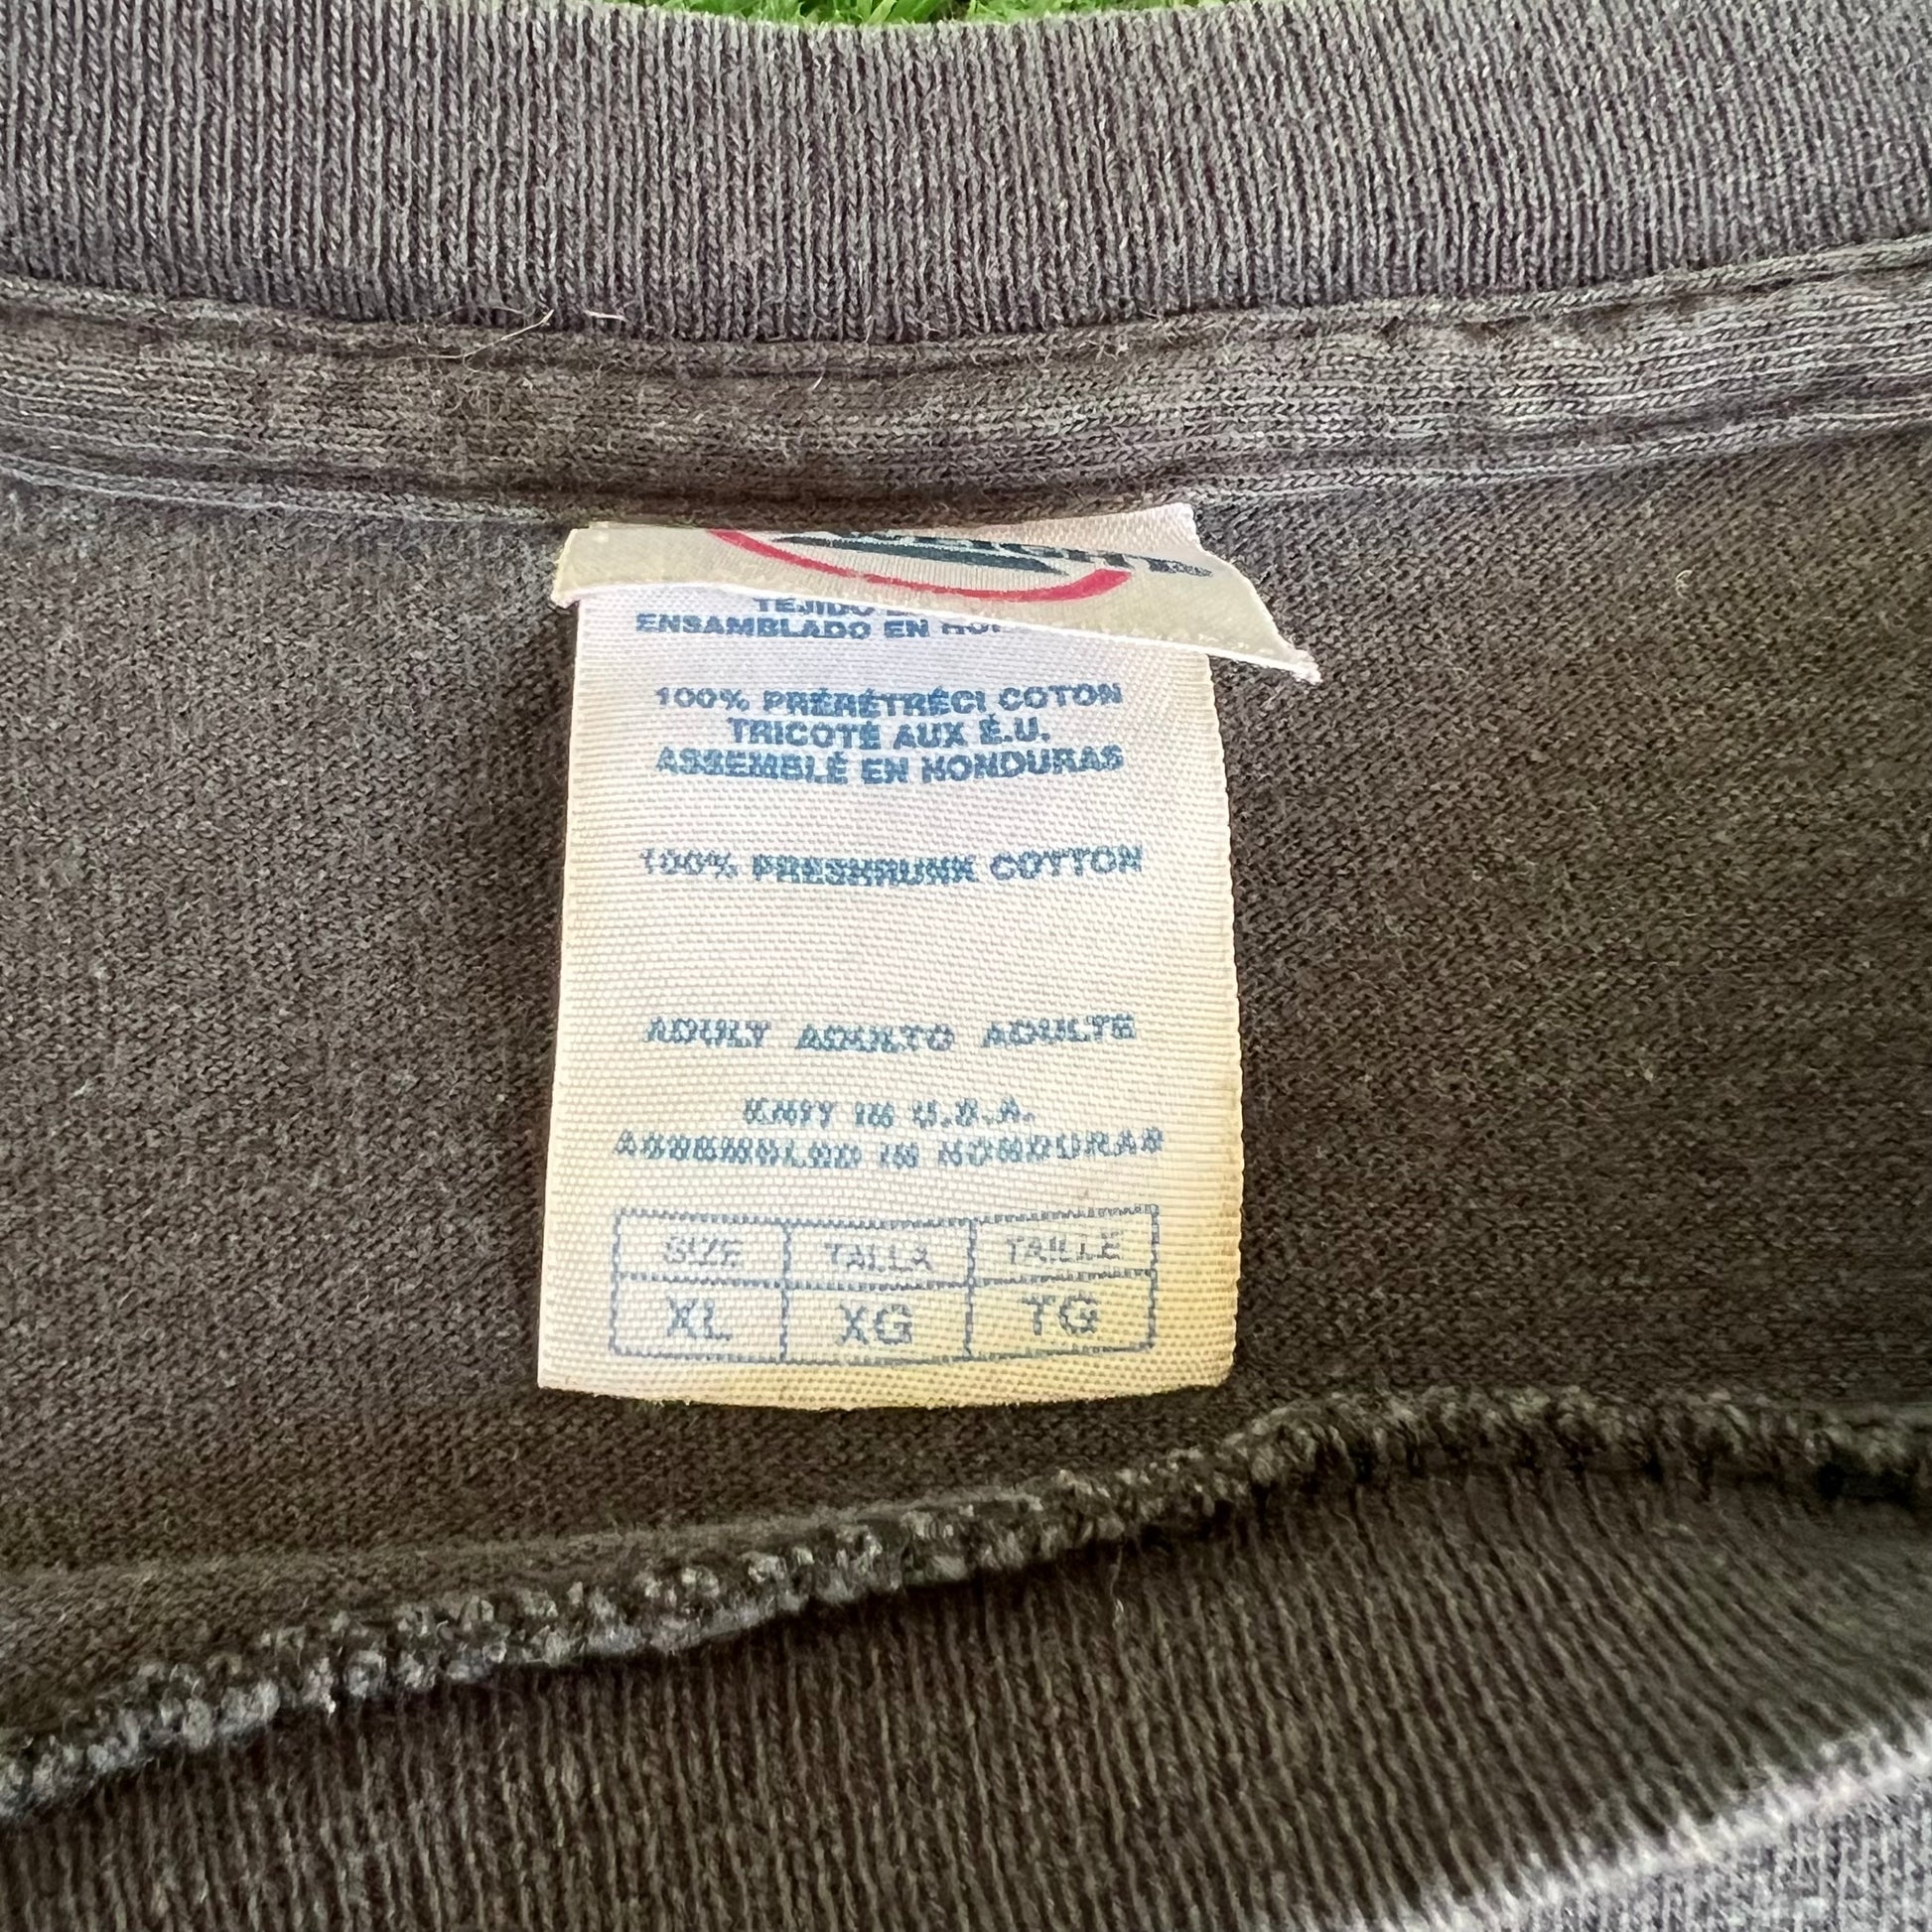 TEJIDO
ENSAMBLADO EN
100% PRÉRÉTRÉCI COTON
TRICOTÉ AUX É.U.
ASSEMBLÉ EN HONDURAS
100% PRESHRUNK COTTON
ADULT ADULTO ADULTE
KNIT IN U.S.A.
ASSEMBLED IN HONDURAS
SIZE TALLA TAILLE
XL XG TG